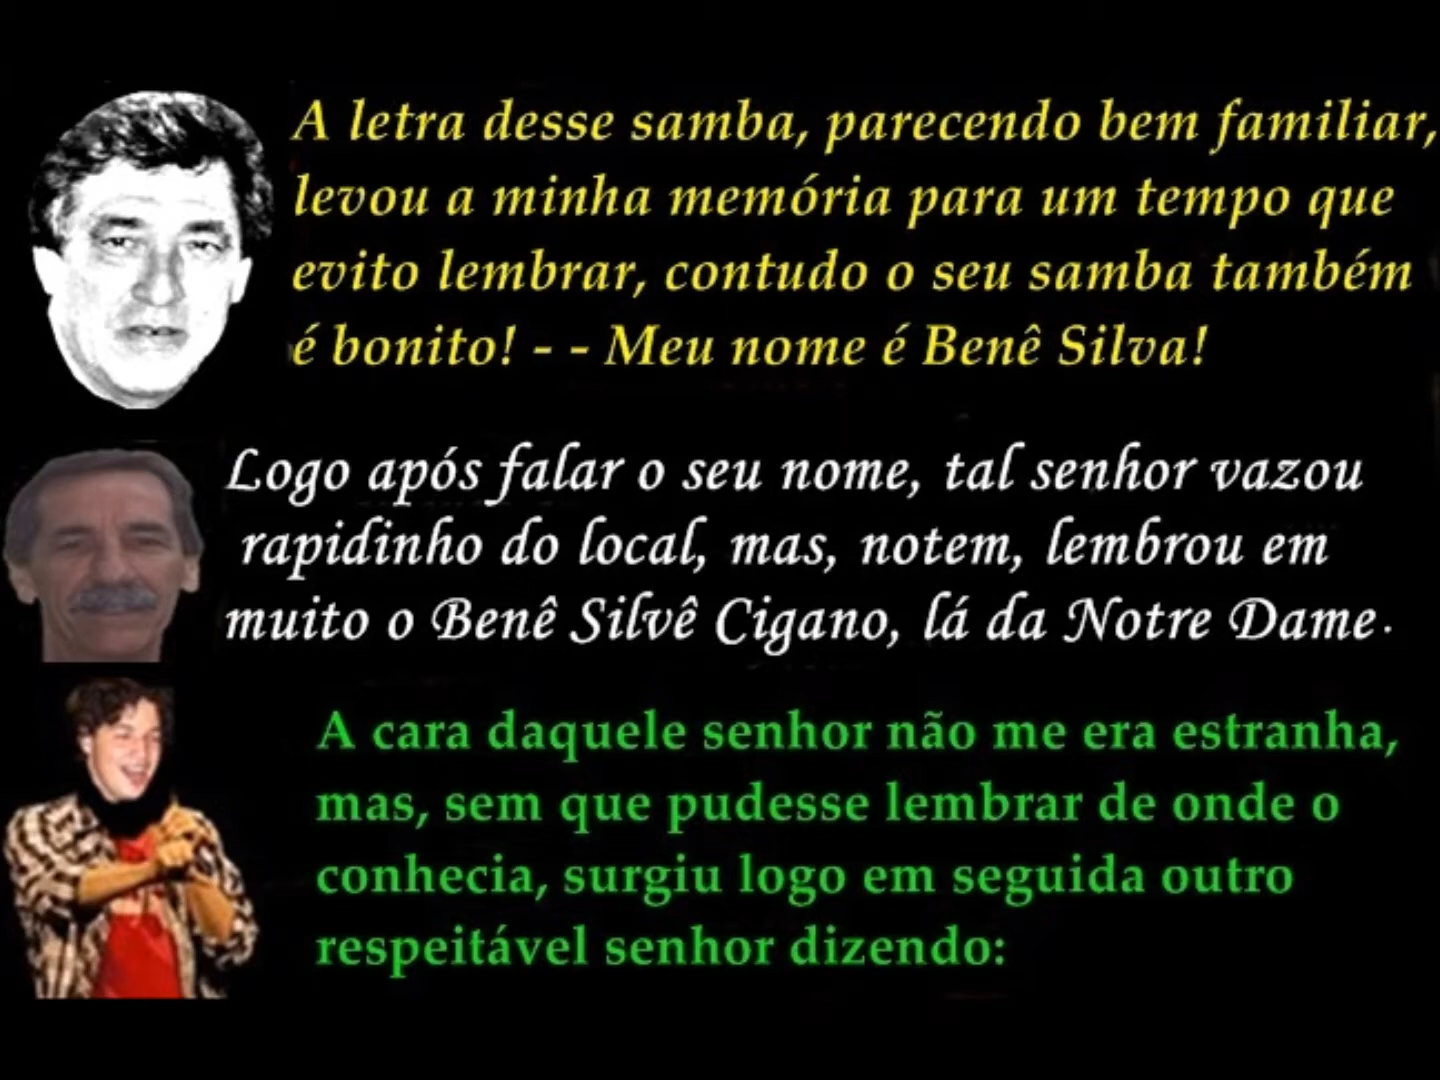 A letra desse samba, parecendo bem familiar,
levou a minha memória para um tempo que
evito lembrar, contudo o seu samba também
é bonito! - - Meu nome é Benê Silva!
Logo após falar o seu nome, tal senhor vazou
rapidinho do local, mas, notem, lembrou em
muito o Benê Silvê Cigano, lá da Notre Dame.
A cara daquele senhor não me era estranha,
mas, sem que pudesse lembrar de onde o
conhecia, surgiu logo em seguida outro
respeitável senhor dizendo: